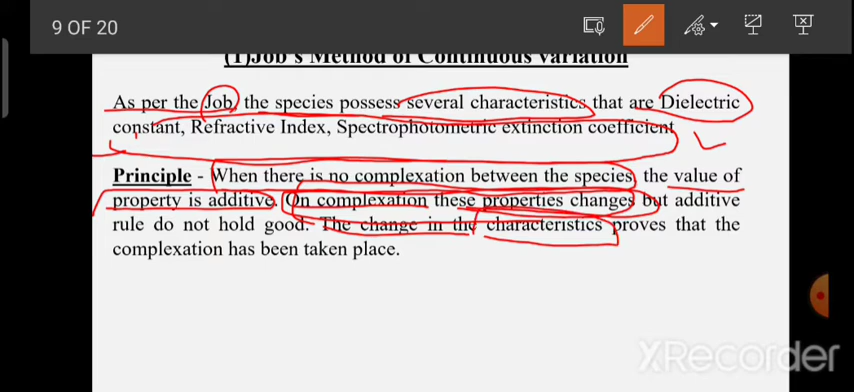 9 OF 20
(1)Job's Method of Continuous Variation
As per the Job the species possess several characteristics that are Dielectric
constant, Refractive Index, Spectrophotometric extinction coefficient
Principle - When there is no complexation between the species, the value of
property is additive. On complexation these properties changes but additive
rule do not hold good. The change in the characteristics proves that the
complexation has been taken place.
XRecorder